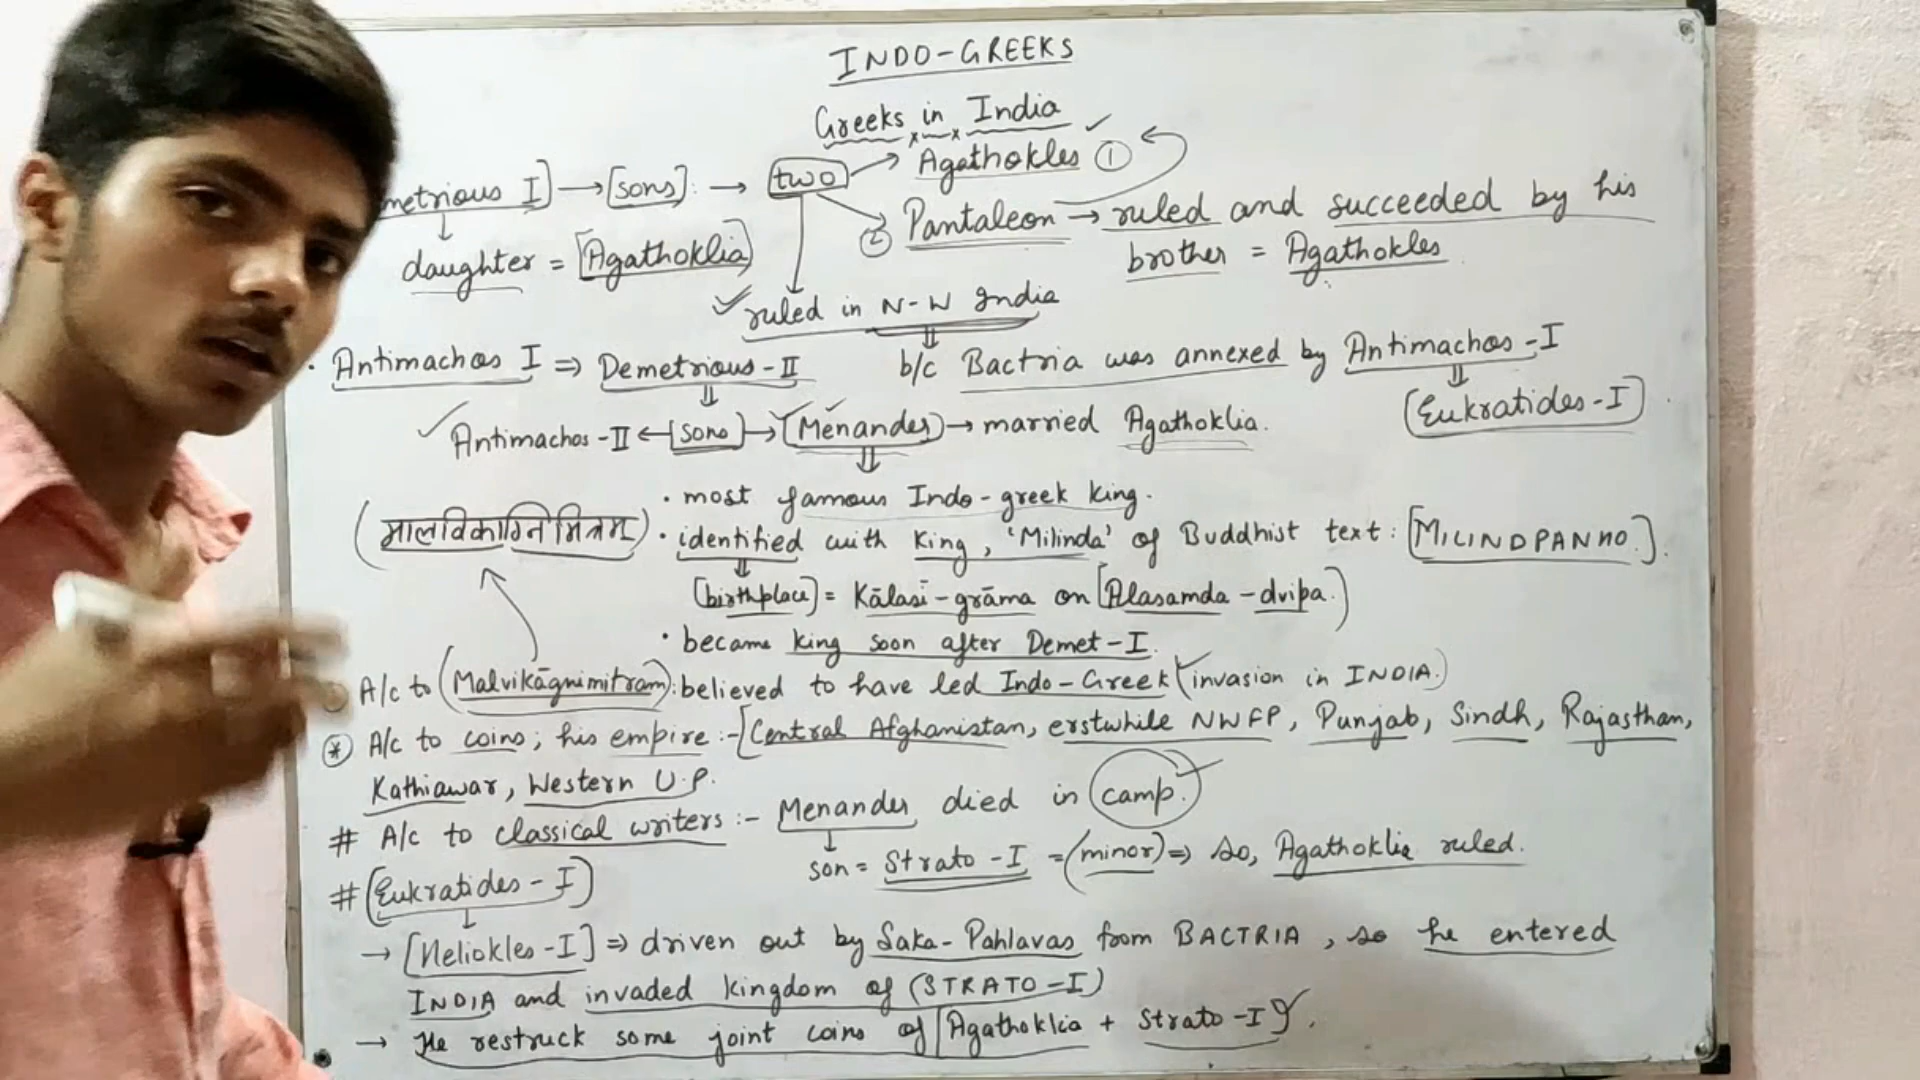 INDO-GREEKS
Greeks in India
metrious I → [sons] → two → Agathokles ①
② Pantaleon → ruled and succeeded by his
daughter = [Agathoklia] brother = Agathokles
ruled in N-W India
• Antimachos I ⇒ Demetrious-II b/c Bactria was annexed by Antimachos-I
Antimachos-II ← [sons] → (Menander) → married Agathoklia. (Eukratides-I)
• most famous Indo-greek king.
(मालविकाग्निमित्रम) • identified with king, 'Milinda' of Buddhist text: [MILINDPANHO.]
[birthplace] = Kālasi-grāma on [Alasamda-dvipa.)
• became king soon after Demet-I.
A/c to (Malvikāgnimitram): believed to have led Indo-Greek (invasion in INDIA.)
* A/c to coins; his empire :- [Central Afghanistan, erstwhile NWFP, Punjab, Sindh, Rajasthan,
Kathiawar, Western U.P.
# A/c to classical writers :- Menander died in camp.
son = Strato-I = (minor) ⇒ so, Agathoklia ruled.
# [Eukratides-I]
→ [Heliokles-I] ⇒ driven out by Saka-Pahlavas from BACTRIA, so he entered
INDIA and invaded kingdom of (STRATO-I)
→ He restruck some joint coins of [Agathoklia + Strato-I].